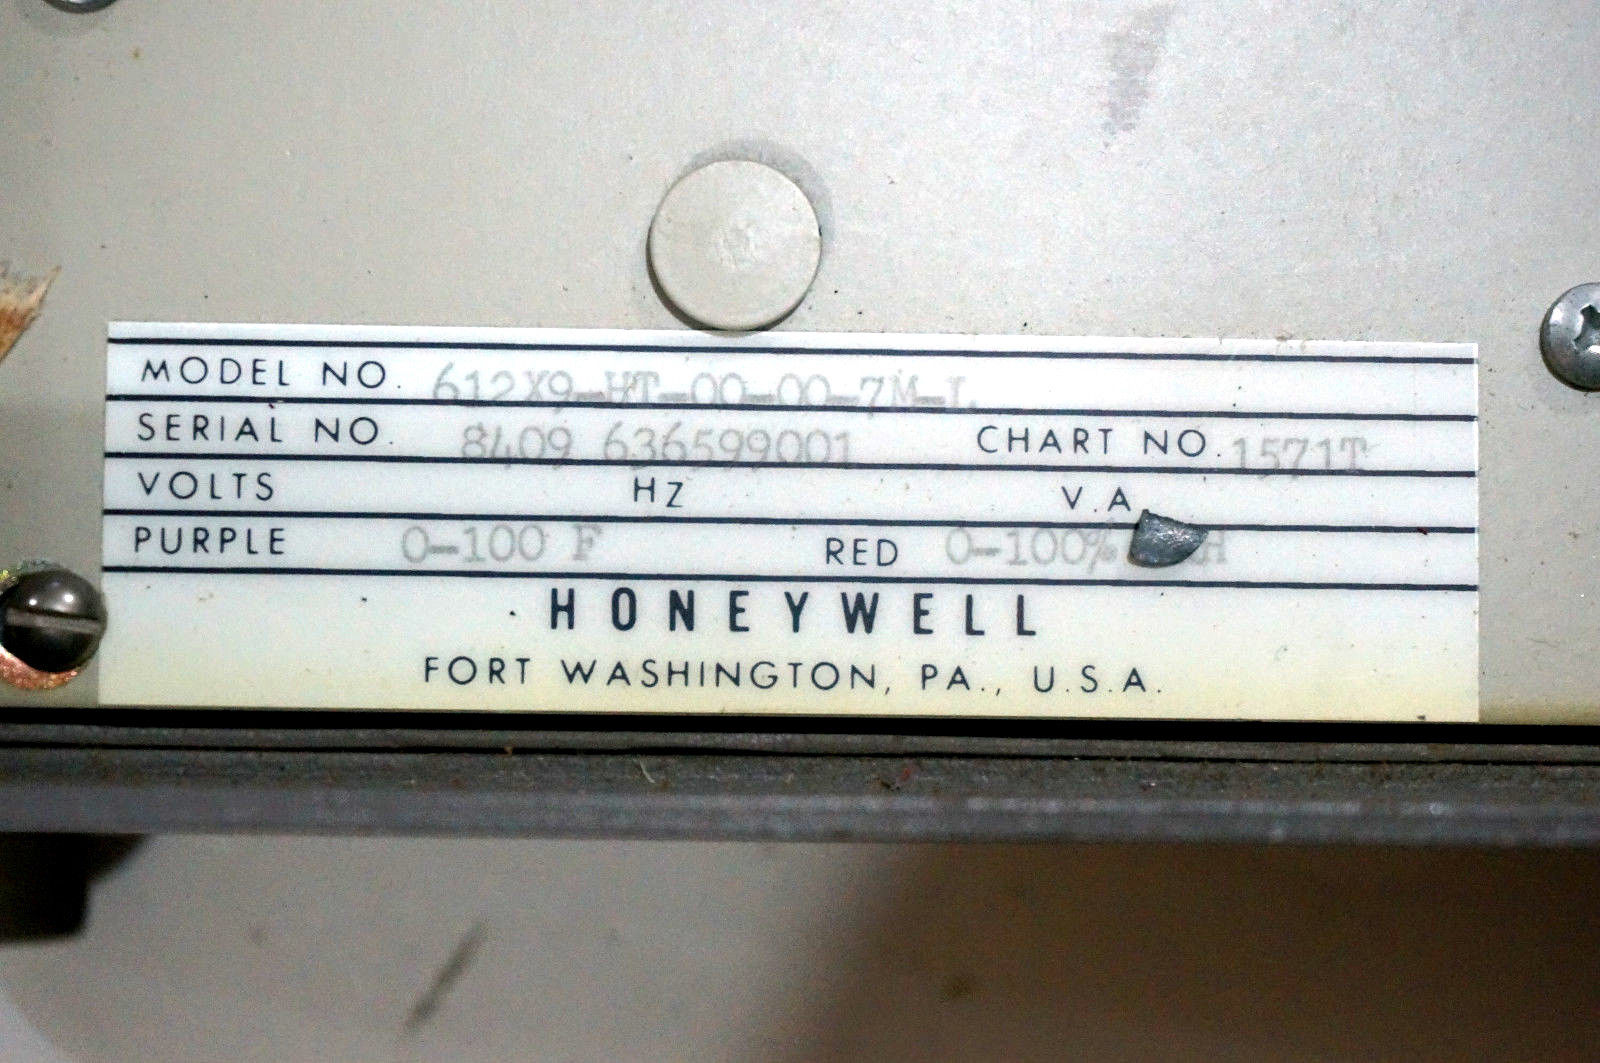 MODEL NO. 612X9-HT-00-00-7M-L
SERIAL NO. 8409 636599001 CHART NO. 1571T
VOLTS HZ V.A
PURPLE 0-100 F RED 0-100%
HONEYWELL
FORT WASHINGTON, PA., U.S.A.